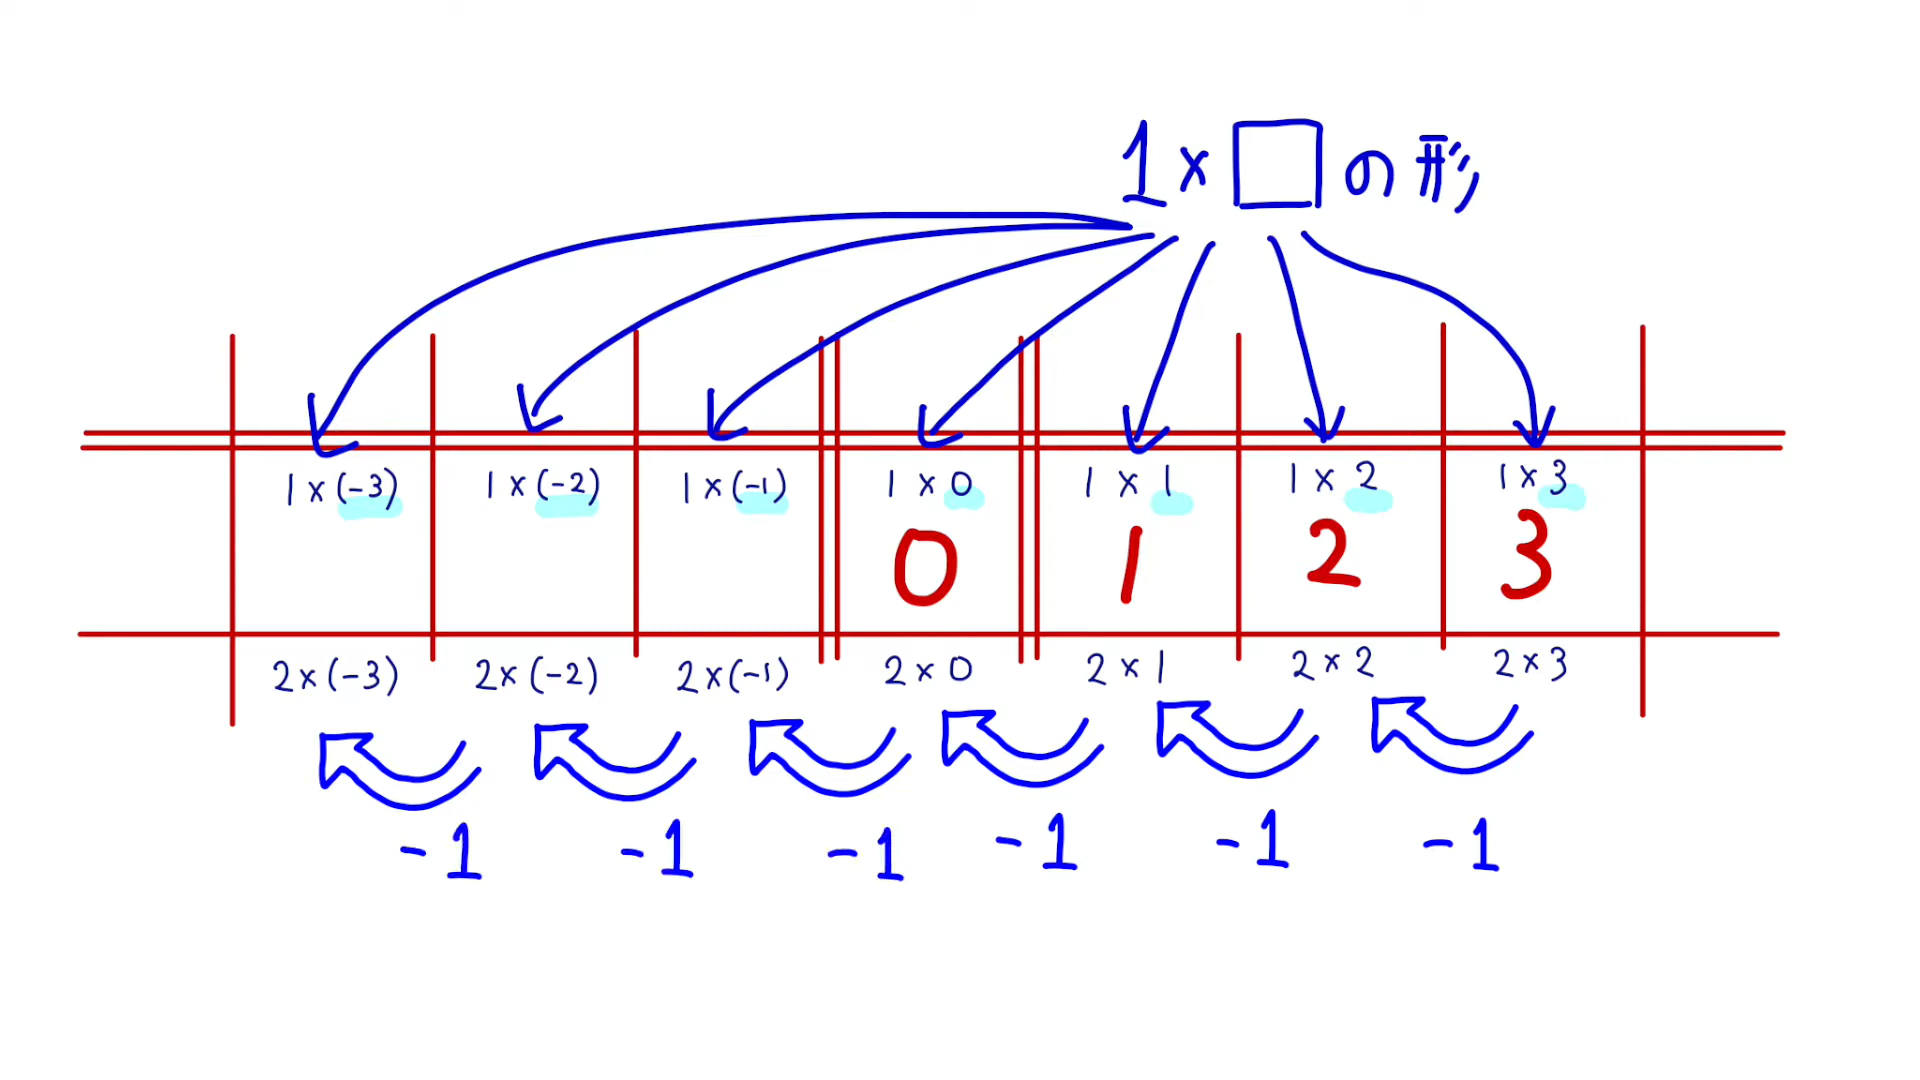 1 × □ の 形
1 × (-3) 1 × (-2) 1 × (-1) 1 × 0 1 × 1 1 × 2 1 × 3
0 1 2 3
2 × (-3) 2 × (-2) 2 × (-1) 2 × 0 2 × 1 2 × 2 2 × 3
-1 -1 -1 -1 -1 -1